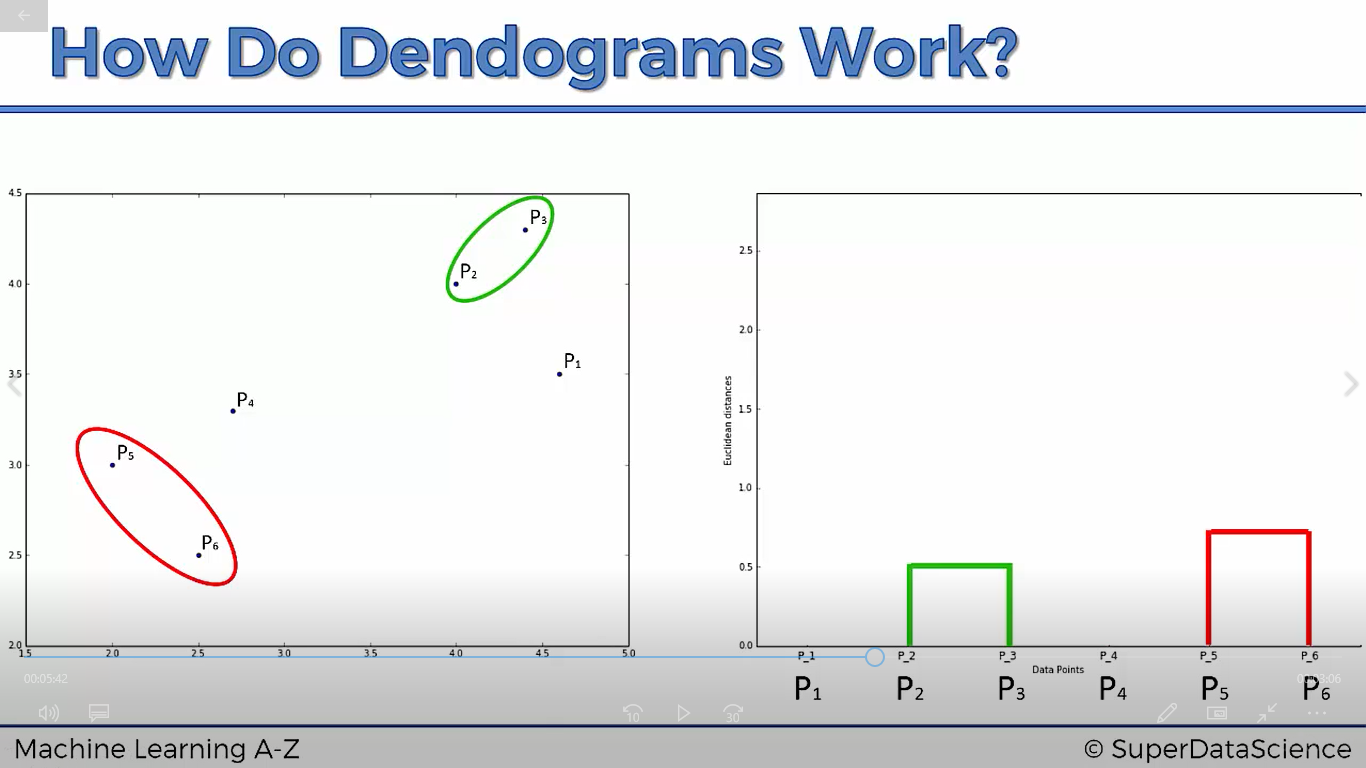 How Do Dendograms Work?
4.5
4.0
3.5
3.0
2.5
2.0
1.5 2.0 2.5 3.0 3.5 4.0 4.5 5.0
P₃
P₂
P₁
P₄
P₅
P₆
2.5
2.0
1.5
1.0
0.5
0.0
Euclidean distances
P_1 P_2 P_3 P_4 P_5 P_6
Data Points
P₁ P₂ P₃ P₄ P₅ P₆
00:05:42
10 30
Machine Learning A-Z
© SuperDataScience